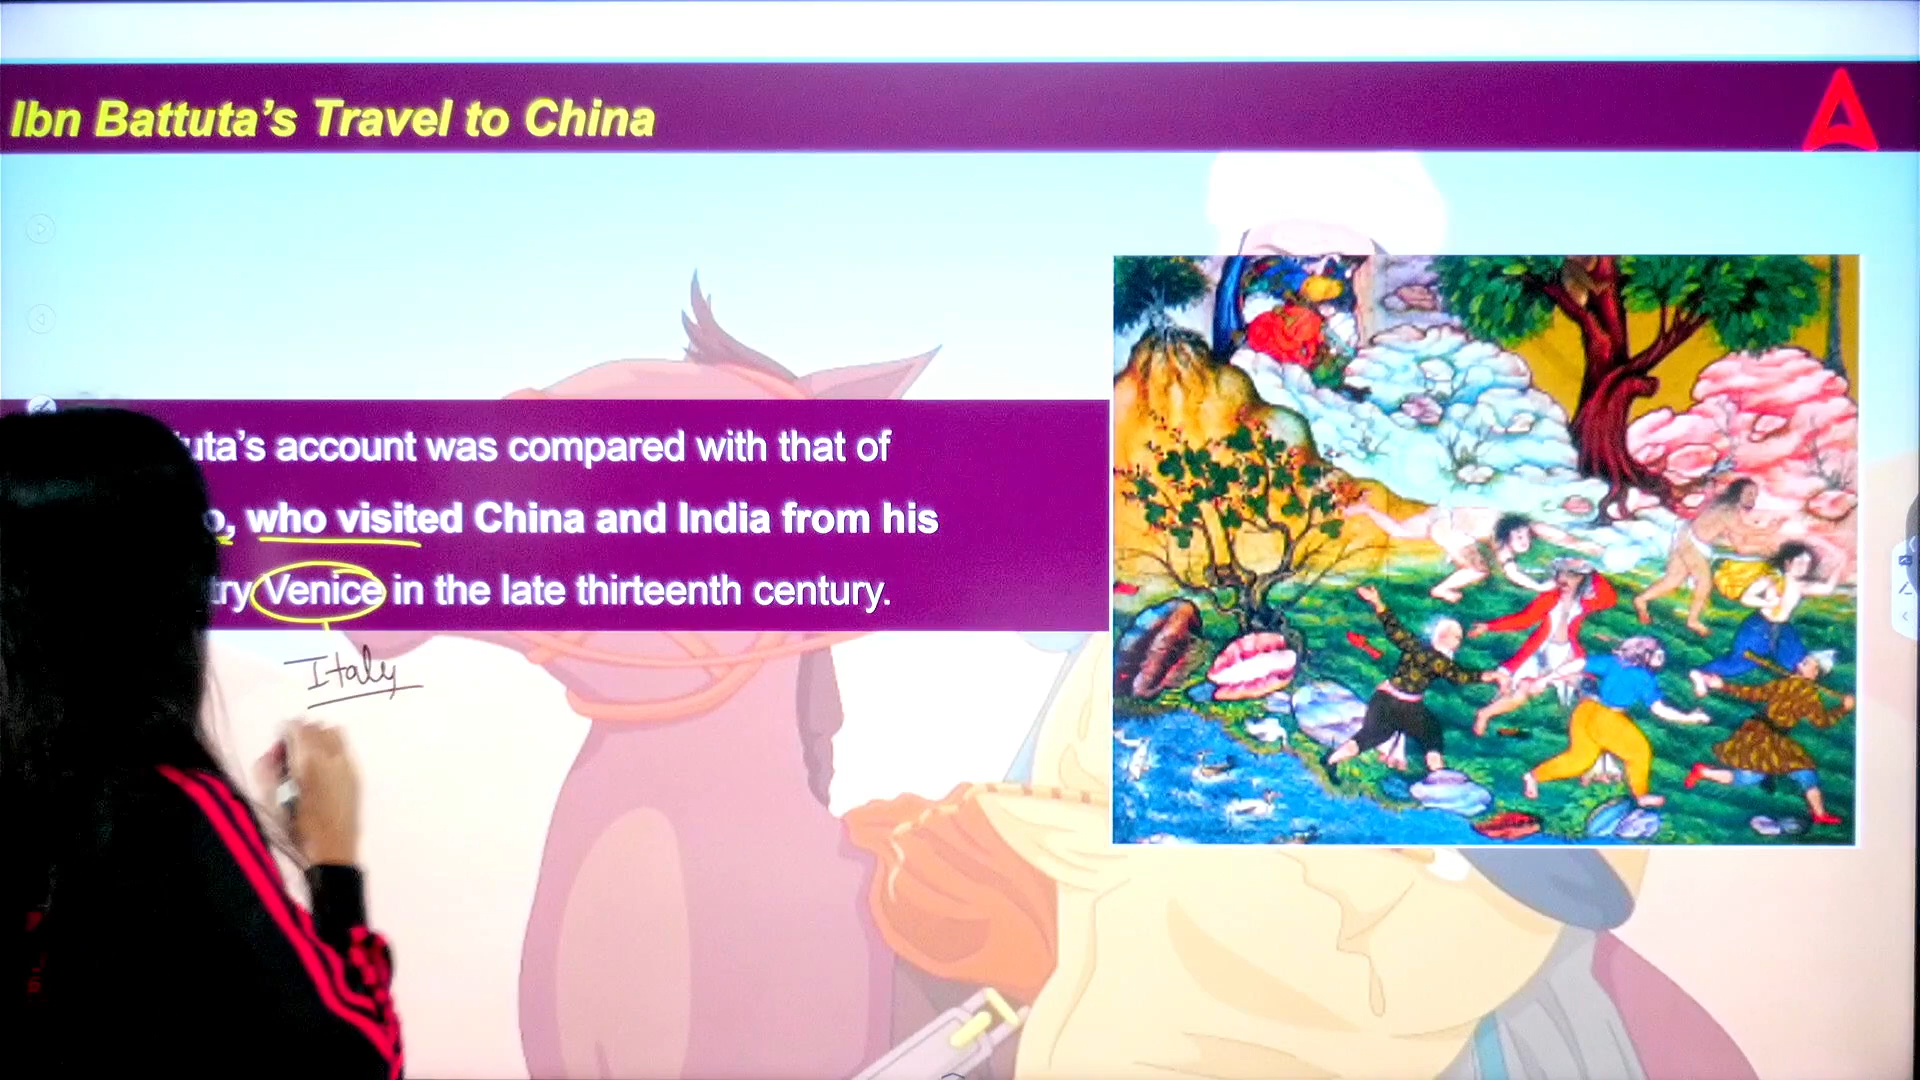 Ibn Battuta's Travel to China
uta's account was compared with that of
o, who visited China and India from his
try Venice in the late thirteenth century.
Italy